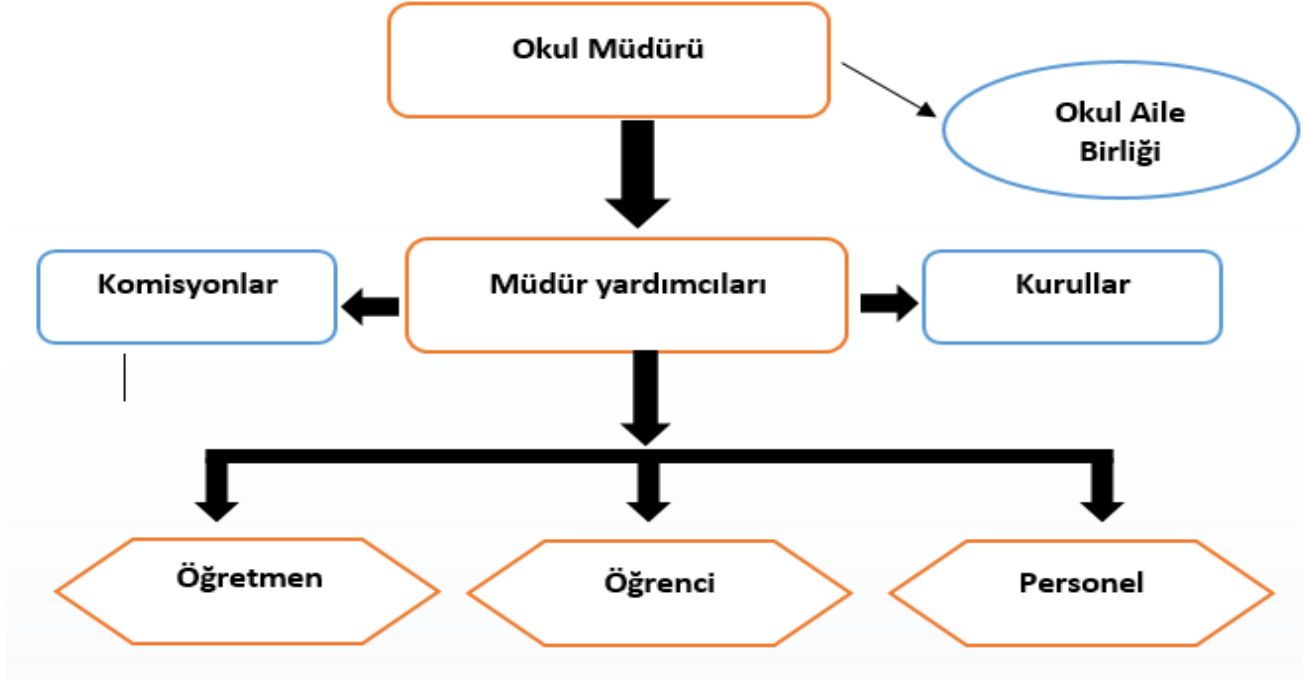 Okul Müdürü
Okul Aile
Birliği
Komisyonlar
Müdür yardımcıları
Kurullar
Öğretmen
Öğrenci
Personel